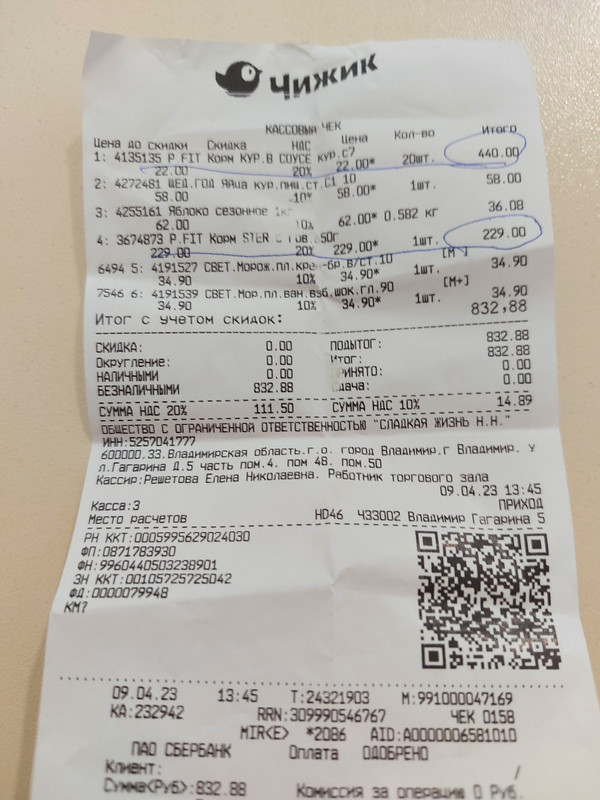 Чижик
КАССОВЫЙ ЧЕК
Цена до скидки Скидка НДС Цена Кол-во Итого
1: 4135135 P.FIT Корм КУР.В СОУСЕ КУР.С7
22.00 20% 22.00* 20шт. 440.00
2: 4272481 ШЕД.ГОД Яйца КУР.ПИЩ.СТ.С1 10
58.00 10% 58.00* 1шт. 58.00
3: 4255161 Яблоко сезонное 1кг
62.00 10% 62.00* 0.582 кг 36.08
4: 3674873 P.FIT Корм STER 50г
229.00 20% 229.00* 1шт. 229.00
[М+]
6494 5: 4191527 СВЕТ.Морож.пл.кре-бр.в/ст.10
34.90 10% 34.90* 1шт. 34.90
[М+]
7546 6: 4191539 СВЕТ.Мор.пл.ван.взб.шок.гл.90
34.90 10% 34.90* 1шт. 34.90
Итог с учетом скидок: 832,88
СКИДКА: 0.00 ПОДЫТОГ: 832.88
Округление: 0.00 Итог: 832.88
НАЛИЧНЫМИ 0.00 ПРИНЯТО: 0.00
БЕЗНАЛИЧНЫМИ 832.88 Сдача: 0.00
СУММА НДС 20% 111.50 СУММА НДС 10% 14.89
ОБЩЕСТВО С ОГРАНИЧЕННОЙ ОТВЕТСТВЕННОСТЬЮ "СЛАДКАЯ ЖИЗНЬ Н.Н."
ИНН:5257041777
600000.33.Владимирская область.г.о. город Владимир.г Владимир. у
л.Гагарина Д.5 часть пом.4. пом 48. пом.50
Кассир:Решетова Елена Николаевна. Работник торгового зала
09.04.23 13:45
Касса:3 ПРИХОД
Место расчетов HD46 433002 Владимир Гагарина 5
РН ККТ:0005995629024030
ФП:0871783930
ФН:9960440503238901
ЗН ККТ:00105725725042
ФД:0000079948
КМ?
09.04.23 13:45 Т:24321903 М:991000047169
КА:232942 RRN:309990546767 ЧЕК 0158
MIR<E> *2086 AID:A0000006581010
ПАО СБЕРБАНК Оплата ОДОБРЕНО
Клиент: /
Сумма(Руб):832.88 Комиссия за операцию 0 Руб.